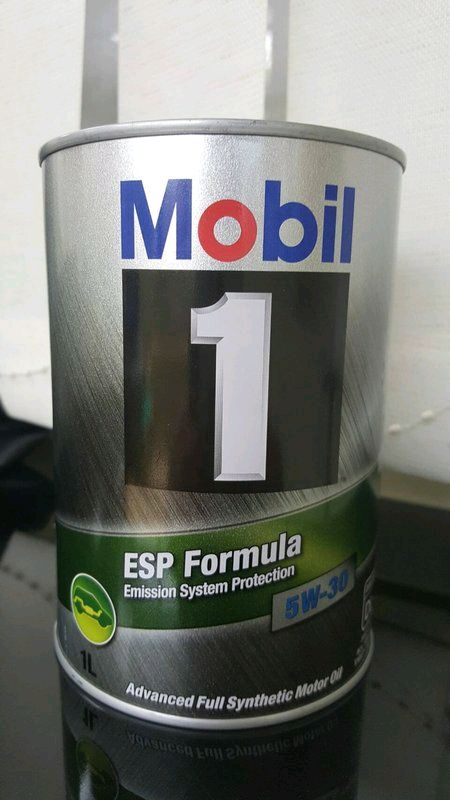 Mobil
1
ESP Formula
Emission System Protection
5W-30
1L
Advanced Full Synthetic Motor Oil